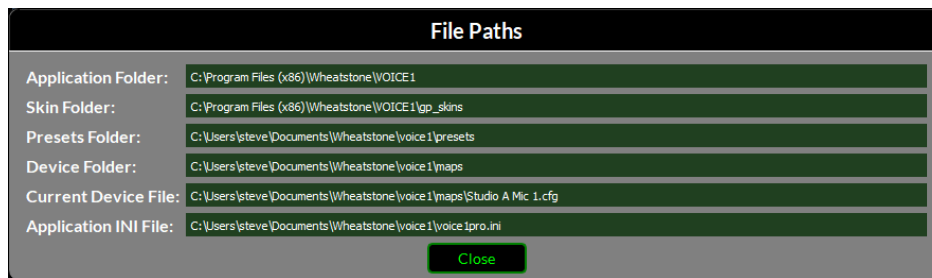 File Paths
Application Folder: C:\Program Files (x86)\Wheatstone\VOICE1
Skin Folder: C:\Program Files (x86)\Wheatstone\VOICE1\gp_skins
Presets Folder: C:\Users\steve\Documents\Wheatstone\voice1\presets
Device Folder: C:\Users\steve\Documents\Wheatstone\voice1\maps
Current Device File: C:\Users\steve\Documents\Wheatstone\voice1\maps\Studio A Mic 1.cfg
Application INI File: C:\Users\steve\Documents\Wheatstone\voice1\voice1pro.ini
Close